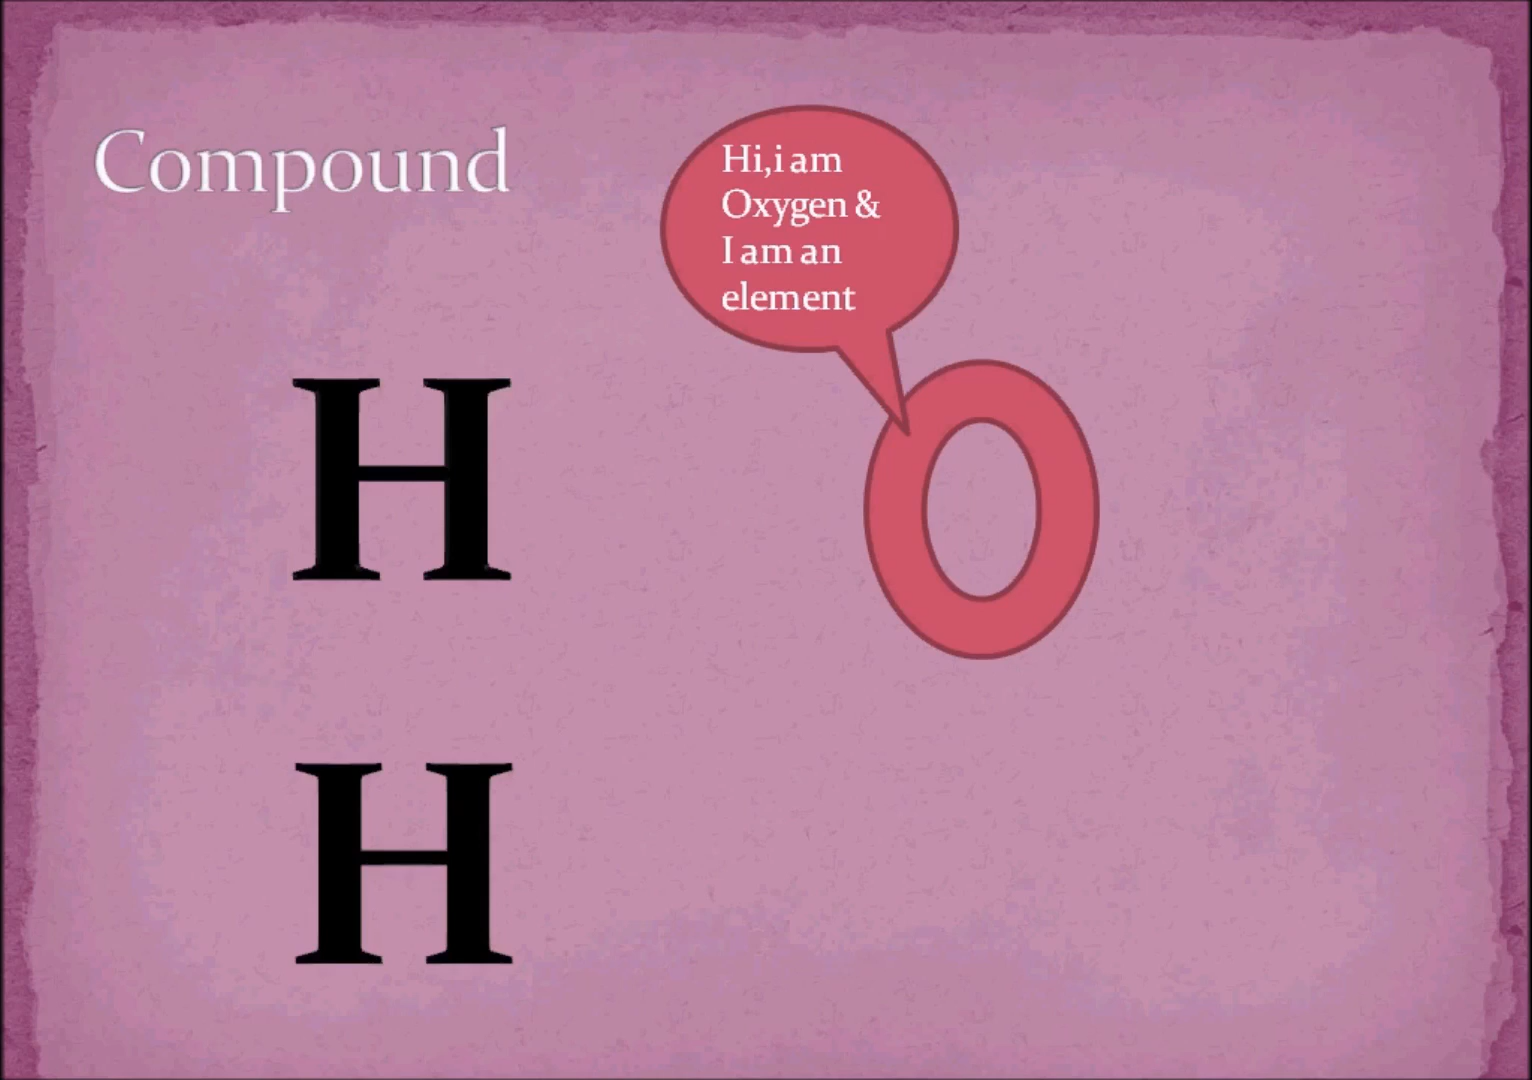 Compound
Hi,i am
Oxygen &
I am an
element
H
O
H